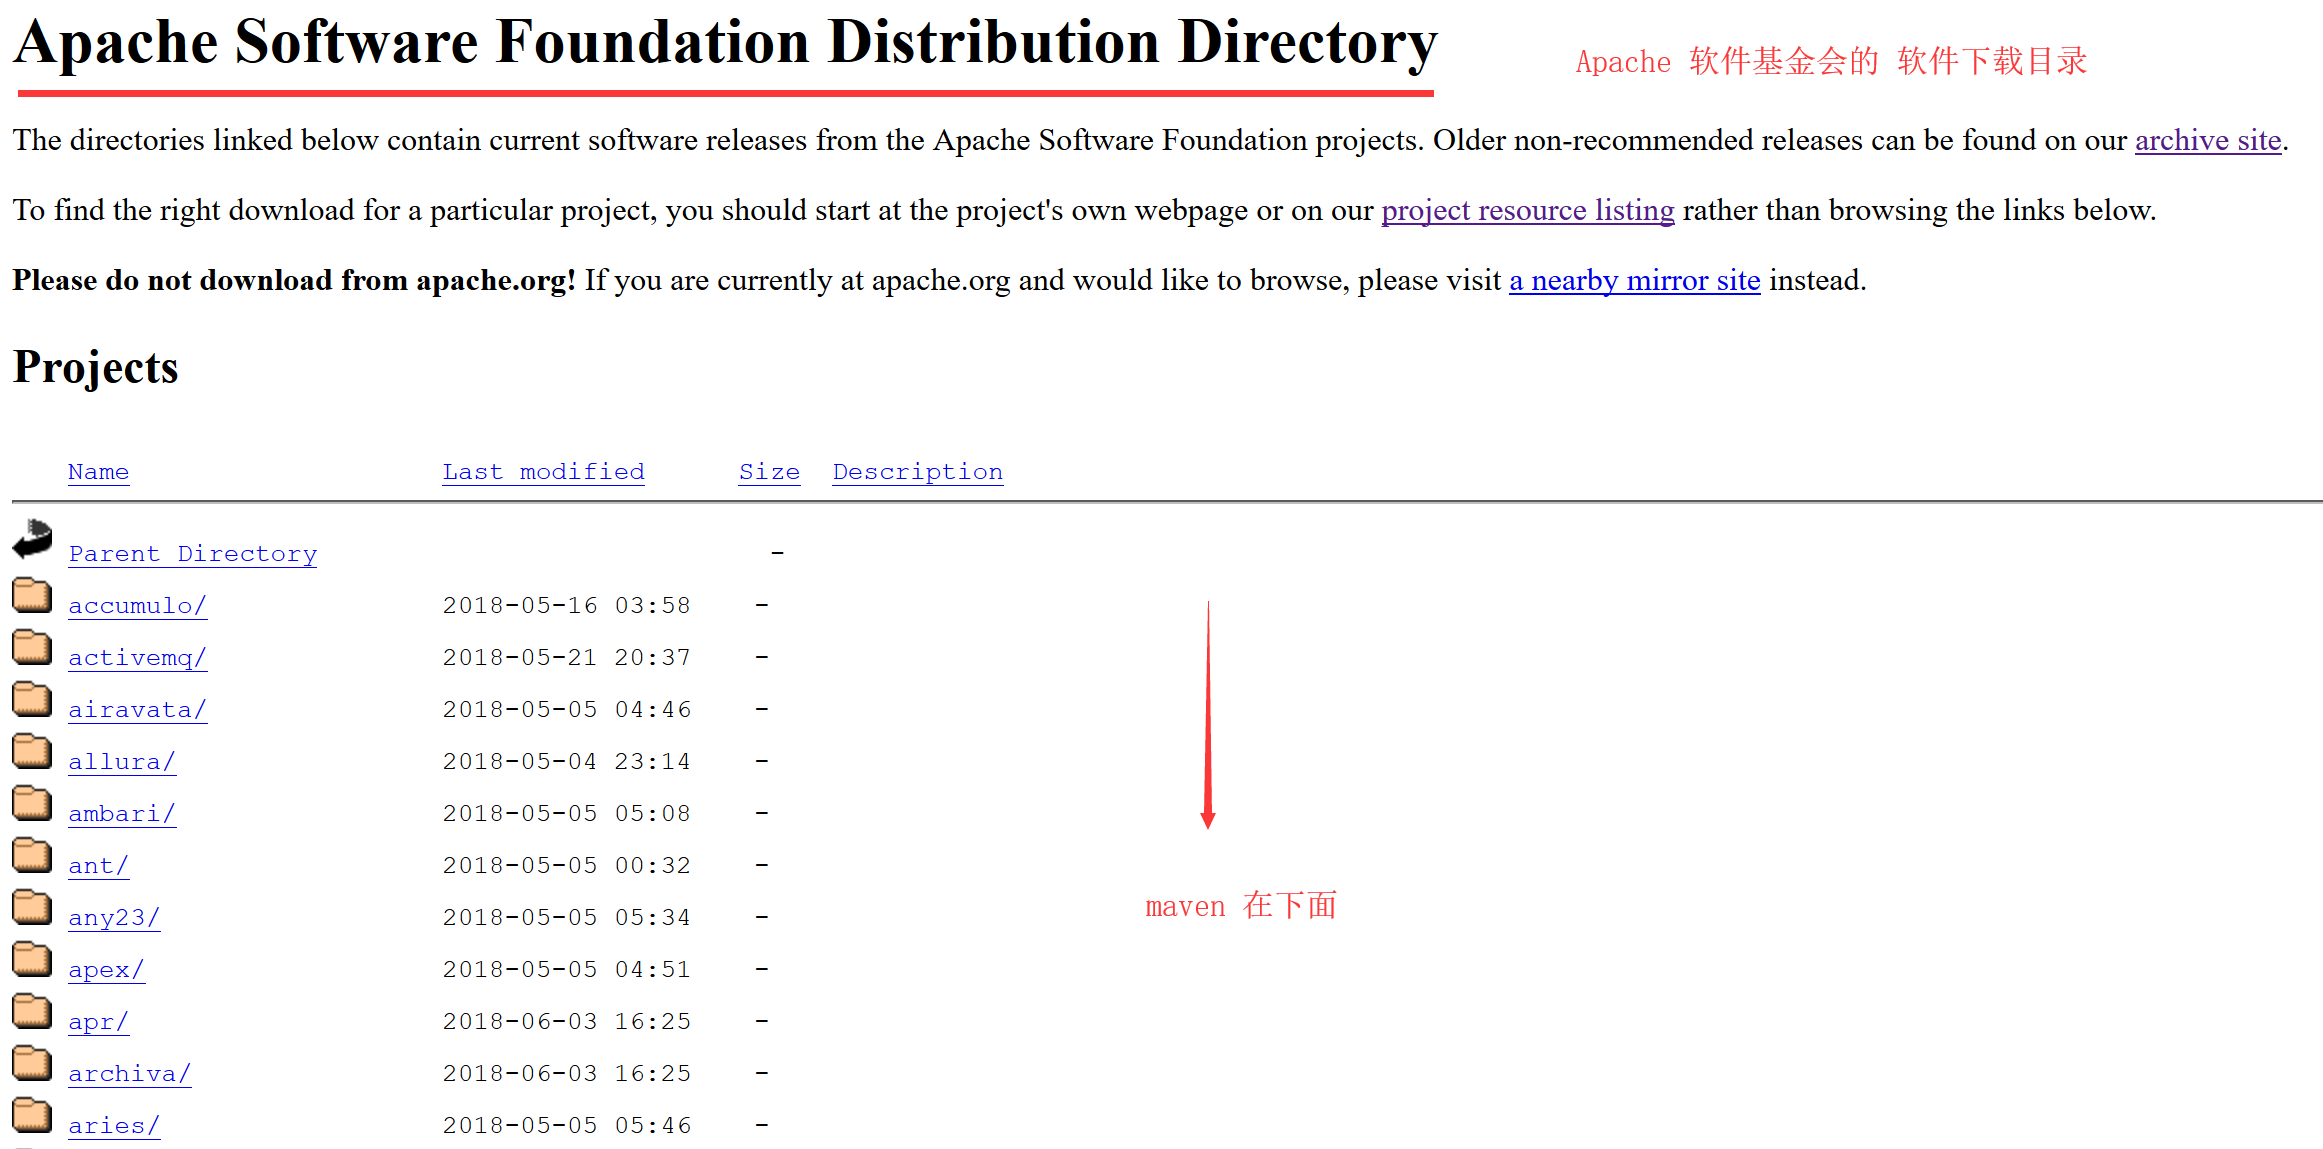 Apache Software Foundation Distribution Directory
Apache 软件基金会的 软件下载目录
The directories linked below contain current software releases from the Apache Software Foundation projects. Older non-recommended releases can be found on our archive site.
To find the right download for a particular project, you should start at the project's own webpage or on our project resource listing rather than browsing the links below.
Please do not download from apache.org! If you are currently at apache.org and would like to browse, please visit a nearby mirror site instead.
Projects
Name Last modified Size Description
Parent Directory -
accumulo/ 2018-05-16 03:58 -
activemq/ 2018-05-21 20:37 -
airavata/ 2018-05-05 04:46 -
allura/ 2018-05-04 23:14 -
ambari/ 2018-05-05 05:08 -
ant/ 2018-05-05 00:32 -
any23/ 2018-05-05 05:34 -
maven 在下面
apex/ 2018-05-05 04:51 -
apr/ 2018-06-03 16:25 -
archiva/ 2018-06-03 16:25 -
aries/ 2018-05-05 05:46 -